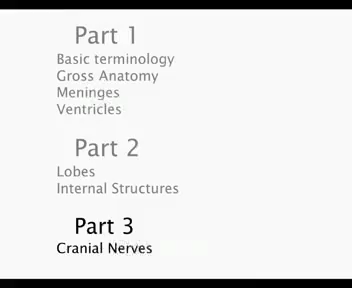 Part 1
Basic terminology
Gross Anatomy
Meninges
Ventricles
Part 2
Lobes
Internal Structures
Part 3
Cranial Nerves